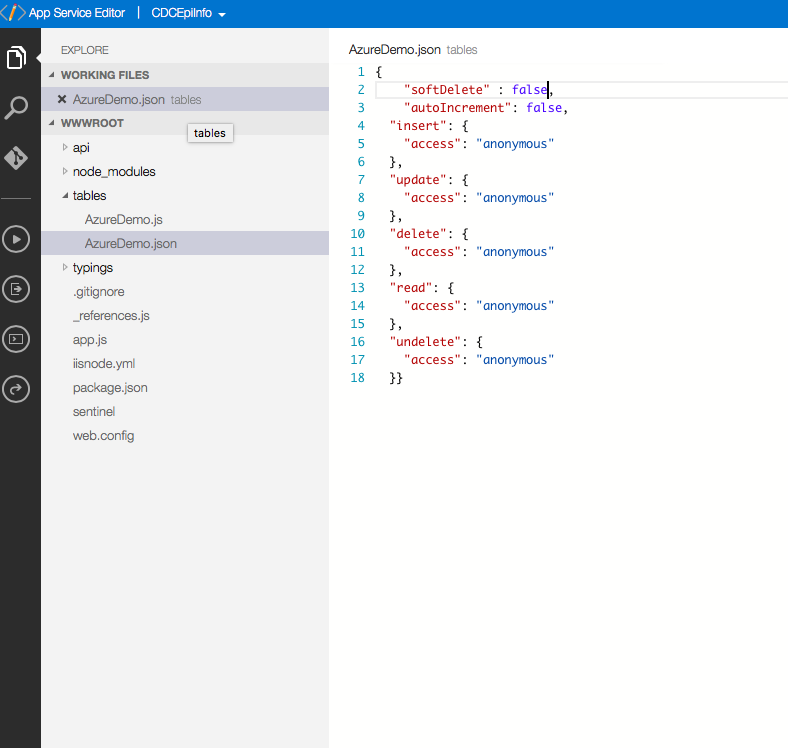 App Service Editor | CDCEpiInfo
EXPLORE
WORKING FILES
AzureDemo.json tables
WWWROOT
tables
api
node_modules
tables
AzureDemo.js
AzureDemo.json
typings
.gitignore
_references.js
app.js
iisnode.yml
package.json
sentinel
web.config
AzureDemo.json tables
1 {
2 "softDelete" : false,
3 "autoIncrement": false,
4 "insert": {
5 "access": "anonymous"
6 },
7 "update": {
8 "access": "anonymous"
9 },
10 "delete": {
11 "access": "anonymous"
12 },
13 "read": {
14 "access": "anonymous"
15 },
16 "undelete": {
17 "access": "anonymous"
18 }}